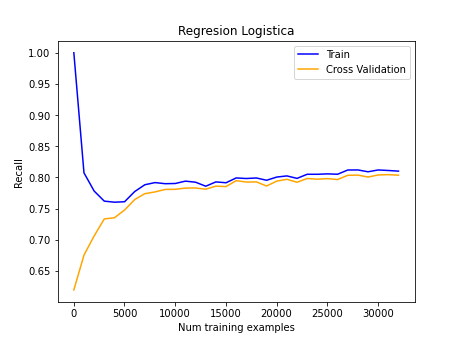 Regresion Logistica
Train
Cross Validation
1.00
0.95
0.90
0.85
0.80
0.75
0.70
0.65
Recall
0 5000 10000 15000 20000 25000 30000
Num training examples